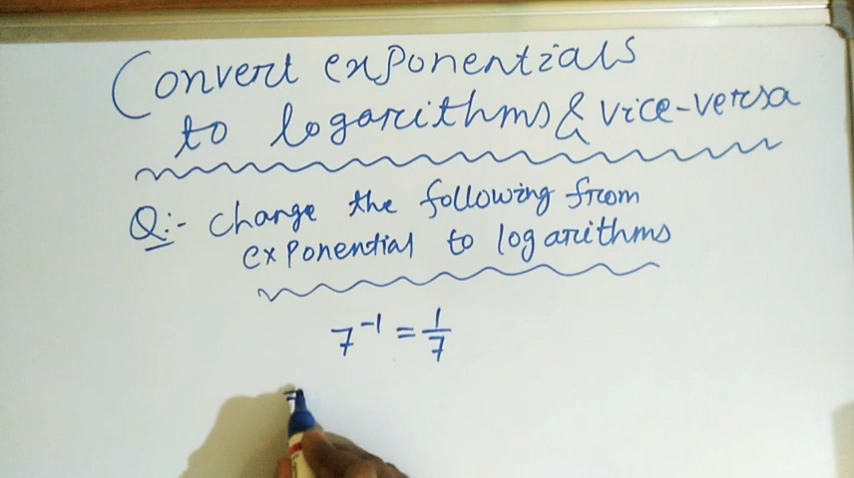 Convert exponentials
to logarithms & vice-versa
Q:- change the following from
exponential to logarithms
7⁻¹ = 1/7